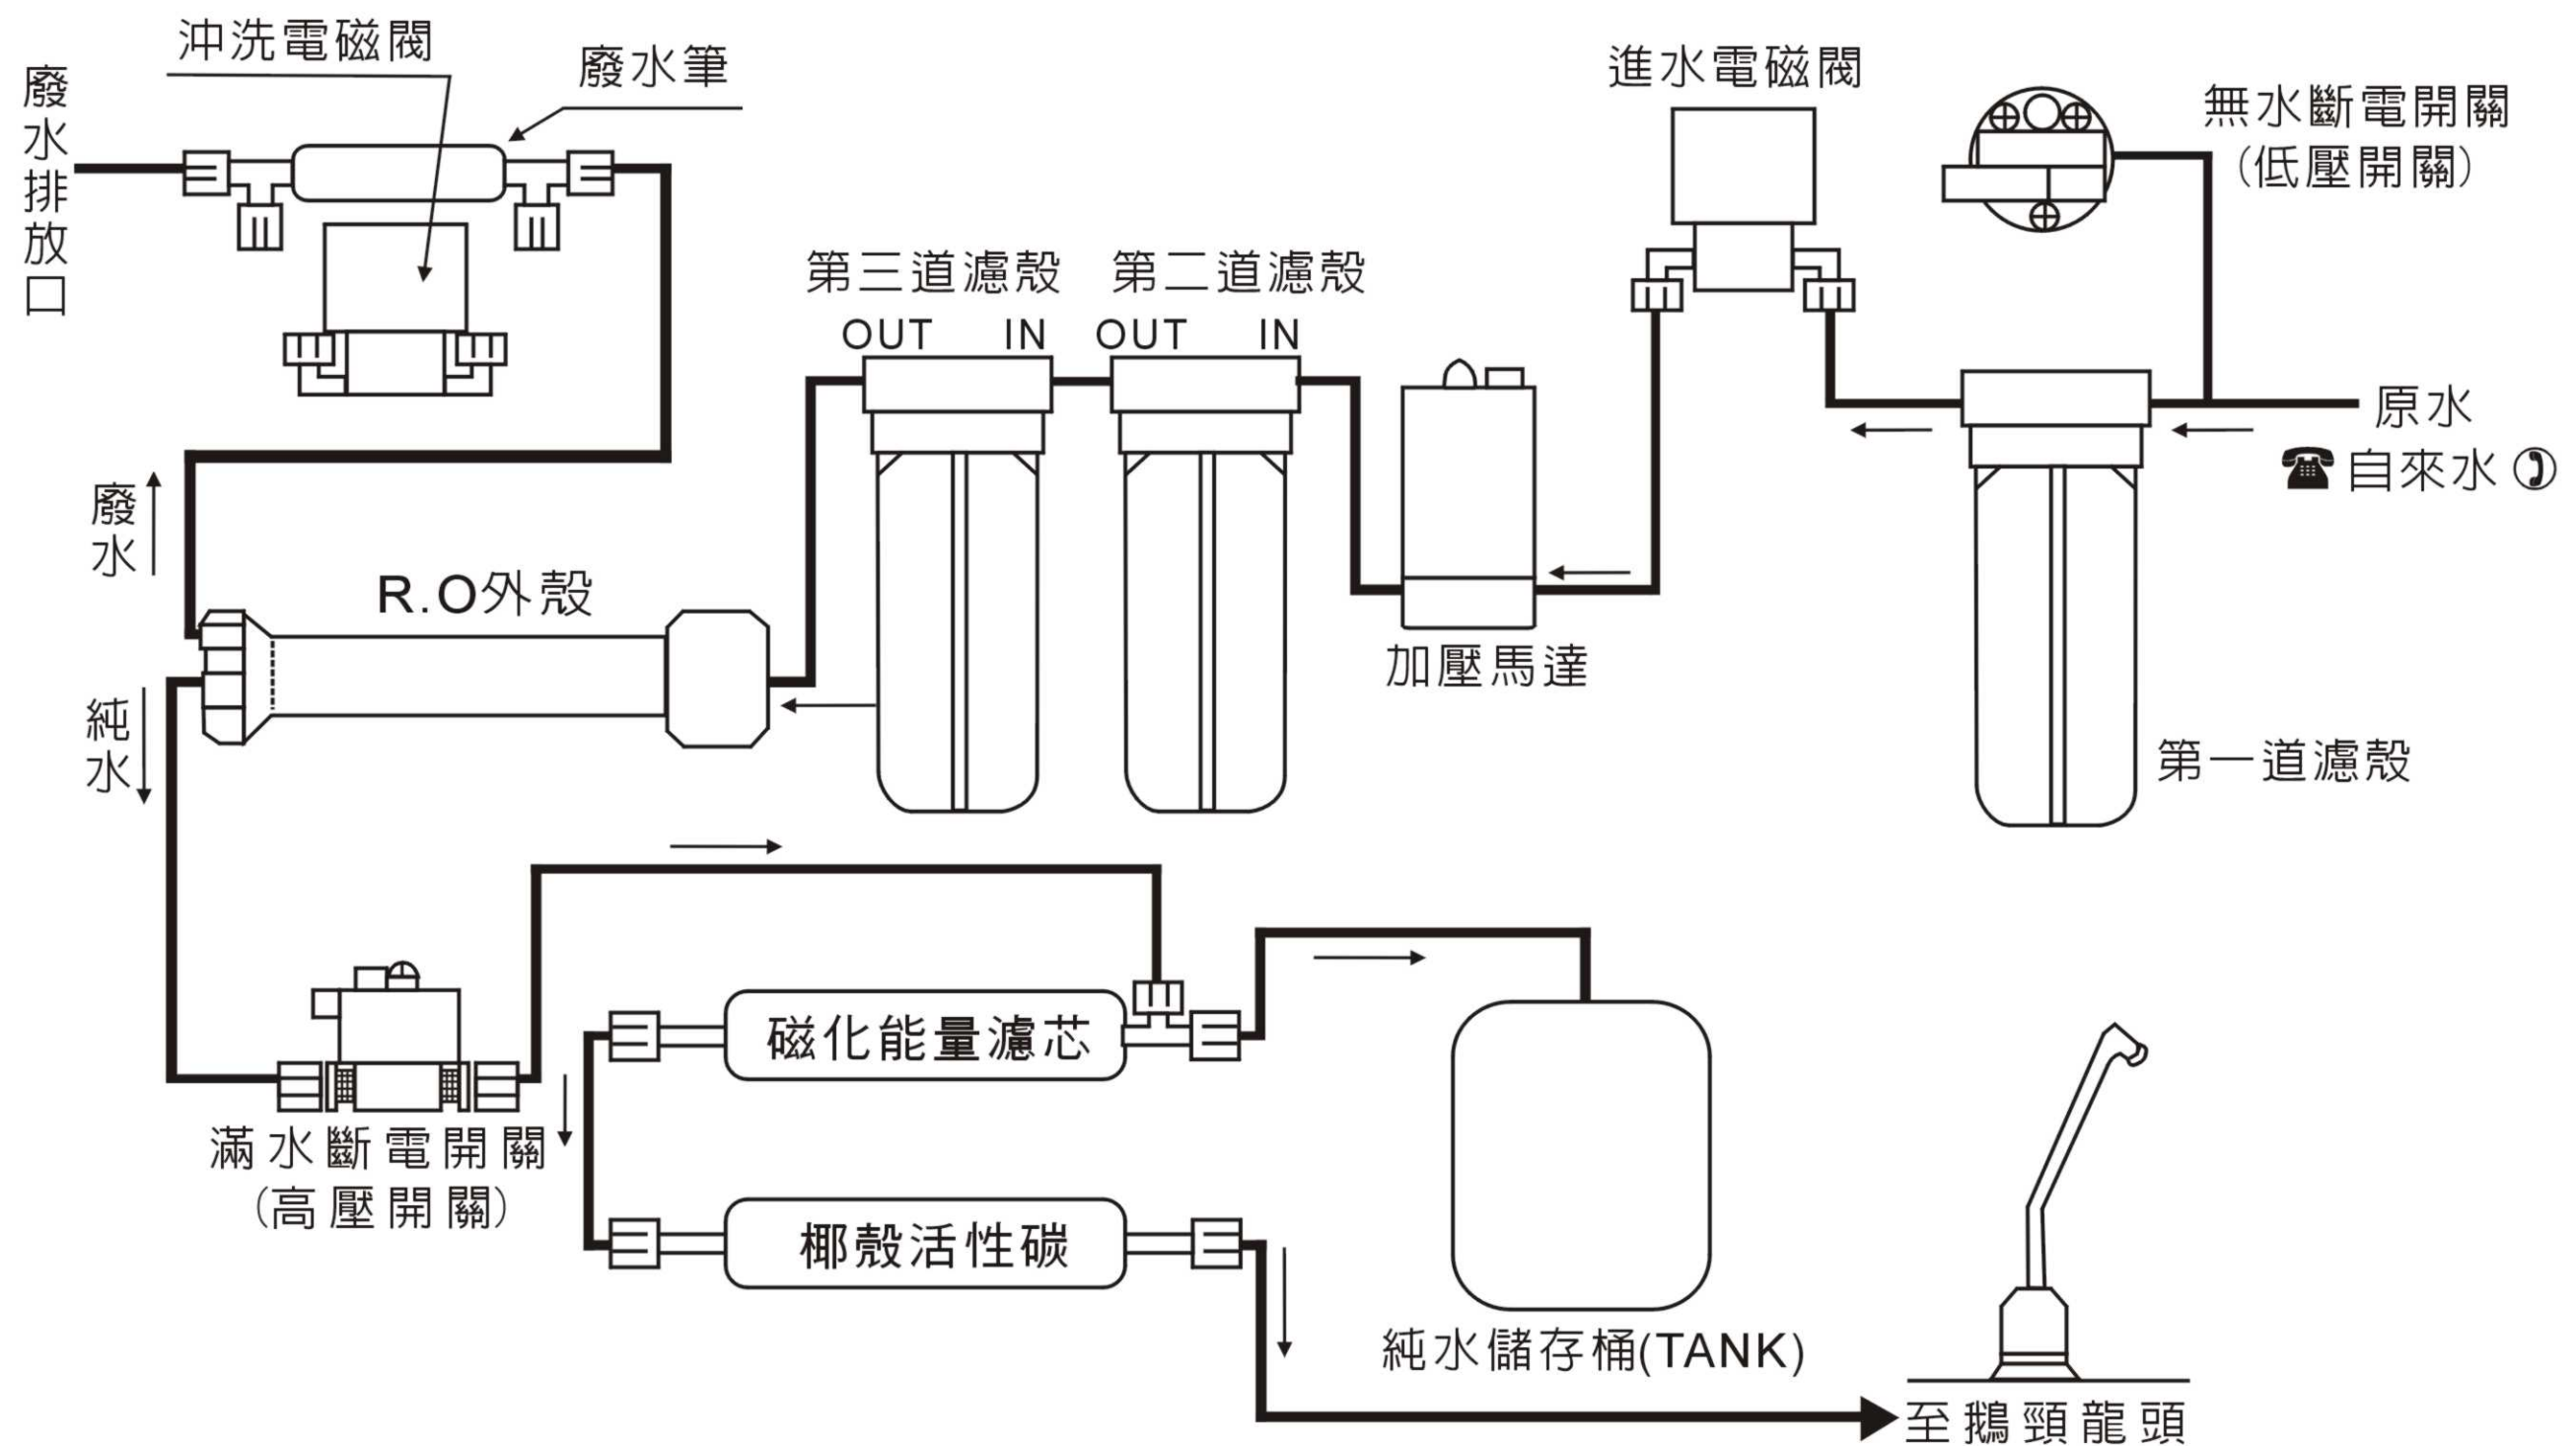 沖洗電磁閥
廢水筆
廢水排放口
進水電磁閥
無水斷電開關
(低壓開關)
第三道濾殼
第二道濾殼
OUT IN
OUT IN
原水
☎自來水✆
廢水
R.O外殼
加壓馬達
純水
第一道濾殼
磁化能量濾芯
滿水斷電開關
(高壓開關)
椰殼活性碳
純水儲存桶(TANK)
至鵝頸龍頭